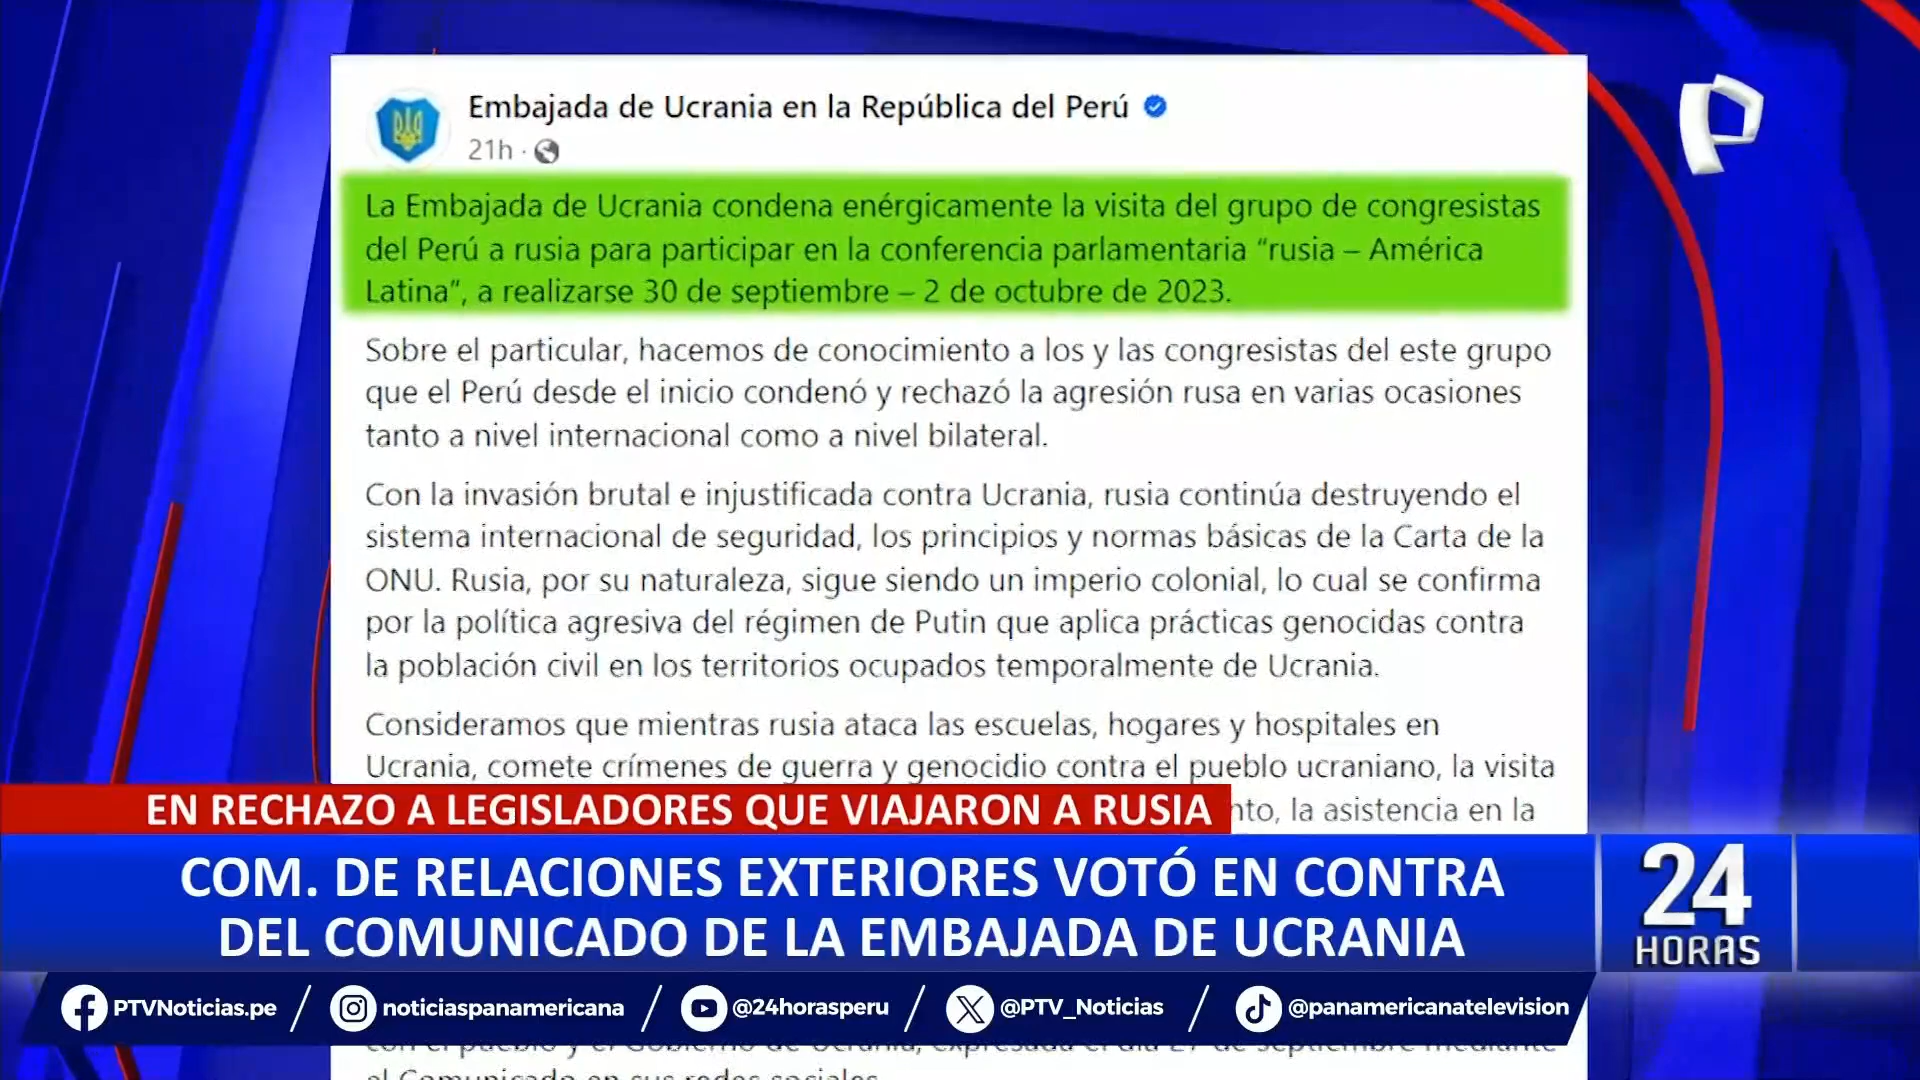 Embajada de Ucrania en la República del Perú
21h ·
La Embajada de Ucrania condena enérgicamente la visita del grupo de congresistas
del Perú a rusia para participar en la conferencia parlamentaria “rusia – América
Latina”, a realizarse 30 de septiembre – 2 de octubre de 2023.
Sobre el particular, hacemos de conocimiento a los y las congresistas del este grupo
que el Perú desde el inicio condenó y rechazó la agresión rusa en varias ocasiones
tanto a nivel internacional como a nivel bilateral.
Con la invasión brutal e injustificada contra Ucrania, rusia continúa destruyendo el
sistema internacional de seguridad, los principios y normas básicas de la Carta de la
ONU. Rusia, por su naturaleza, sigue siendo un imperio colonial, lo cual se confirma
por la política agresiva del régimen de Putin que aplica prácticas genocidas contra
la población civil en los territorios ocupados temporalmente de Ucrania.
Consideramos que mientras rusia ataca las escuelas, hogares y hospitales en
Ucrania, comete crímenes de guerra y genocidio contra el pueblo ucraniano, la visita
la asistencia en la
EN RECHAZO A LEGISLADORES QUE VIAJARON A RUSIA
COM. DE RELACIONES EXTERIORES VOTÓ EN CONTRA
DEL COMUNICADO DE LA EMBAJADA DE UCRANIA
24
HORAS
PTVNoticias.pe / noticiaspanamericana / @24horasperu / @PTV_Noticias / @panamericanatelevision